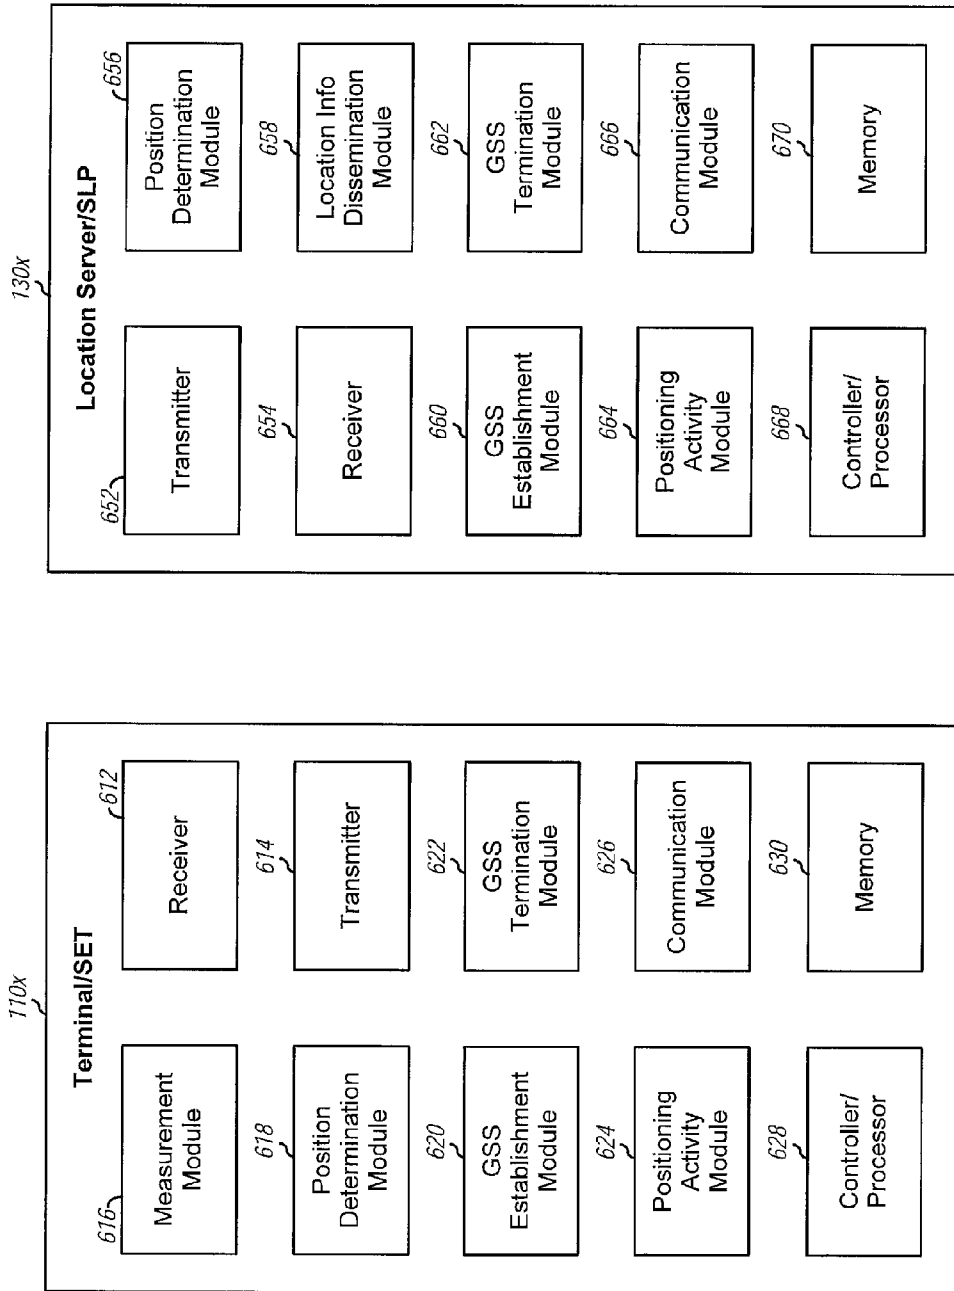 110x
Terminal/SET
616
Measurement
Module
612
Receiver
618
Position
Determination
Module
614
Transmitter
620
GSS
Establishment
Module
622
GSS
Termination
Module
624
Positioning
Activity
Module
626
Communication
Module
628
Controller/
Processor
630
Memory
130x
Location Server/SLP
652
Transmitter
656
Position
Determination
Module
654
Receiver
658
Location Info
Dissemination
Module
660
GSS
Establishment
Module
662
GSS
Termination
Module
664
Positioning
Activity
Module
666
Communication
Module
668
Controller/
Processor
670
Memory